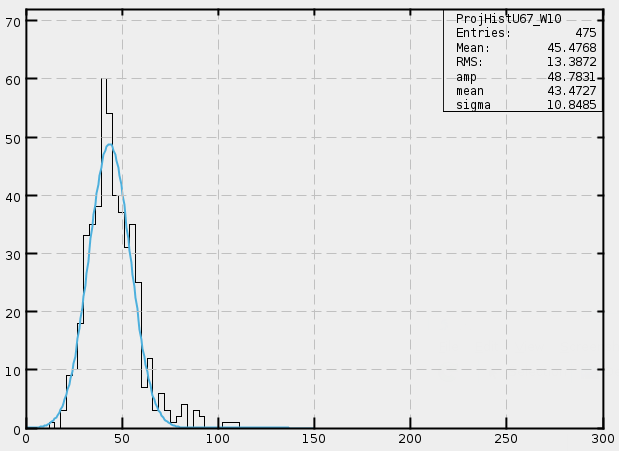 ProjHistU67_W10
Entries: 475
Mean: 45.4768
RMS: 13.3872
amp 48.7831
mean 43.4727
sigma 10.8485
70
60
50
40
30
20
10
0
0 50 100 150 200 250 300